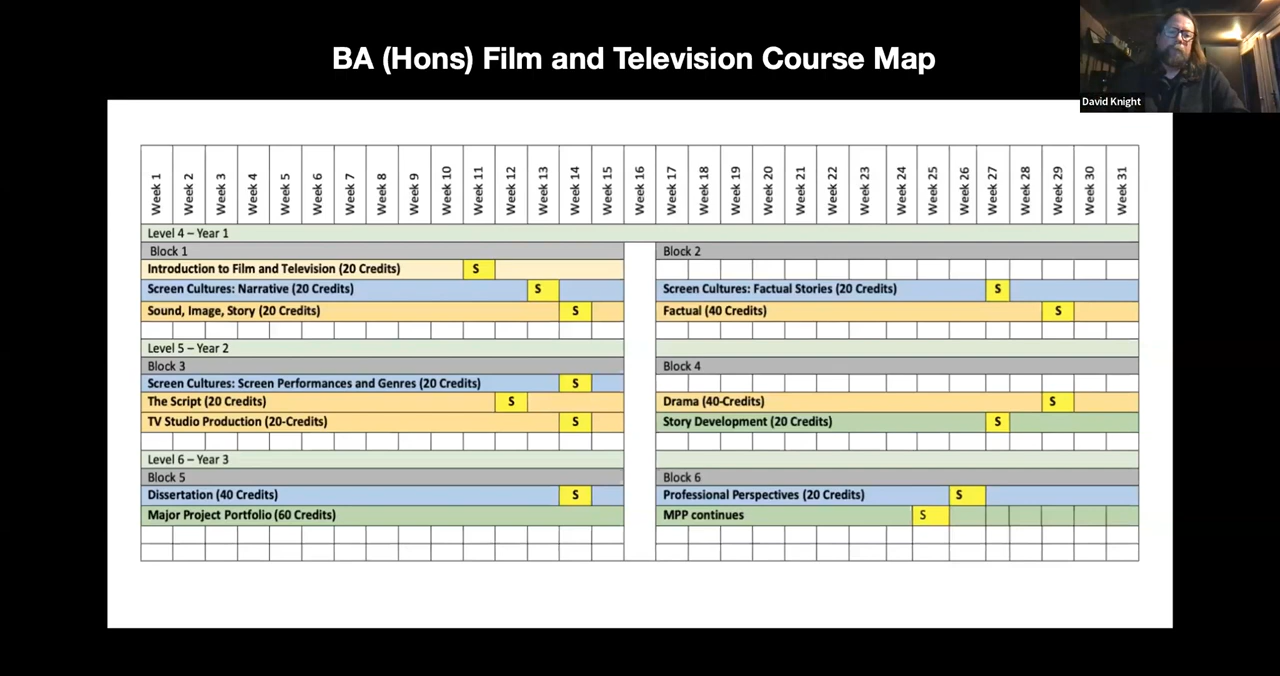 BA (Hons) Film and Television Course Map
David Knight
Week 1 Week 2 Week 3 Week 4 Week 5 Week 6 Week 7 Week 8 Week 9 Week 10 Week 11 Week 12 Week 13 Week 14 Week 15 Week 16 Week 17 Week 18 Week 19 Week 20 Week 21 Week 22 Week 23 Week 24 Week 25 Week 26 Week 27 Week 28 Week 29 Week 30 Week 31
Level 4 – Year 1
Block 1 Block 2
Introduction to Film and Television (20 Credits) S
Screen Cultures: Narrative (20 Credits) S Screen Cultures: Factual Stories (20 Credits) S
Sound, Image, Story (20 Credits) S Factual (40 Credits) S
Level 5 – Year 2
Block 3 Block 4
Screen Cultures: Screen Performances and Genres (20 Credits) S
The Script (20 Credits) S Drama (40-Credits) S
TV Studio Production (20-Credits) S Story Development (20 Credits) S
Level 6 – Year 3
Block 5 Block 6
Dissertation (40 Credits) S Professional Perspectives (20 Credits) S
Major Project Portfolio (60 Credits) MPP continues S